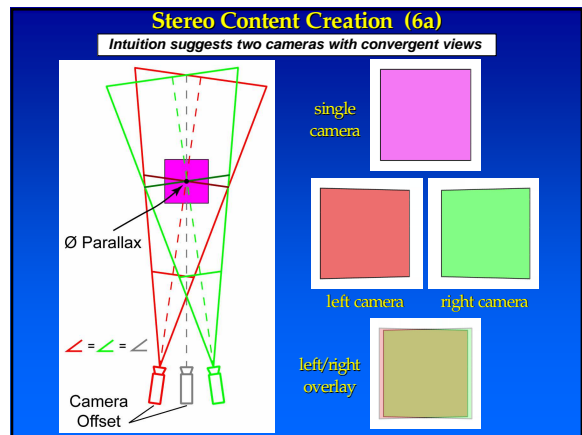 Stereo Content Creation (6a)
Intuition suggests two cameras with convergent views
single
camera
Ø Parallax
left camera
right camera
= =
left/right
overlay
Camera
Offset